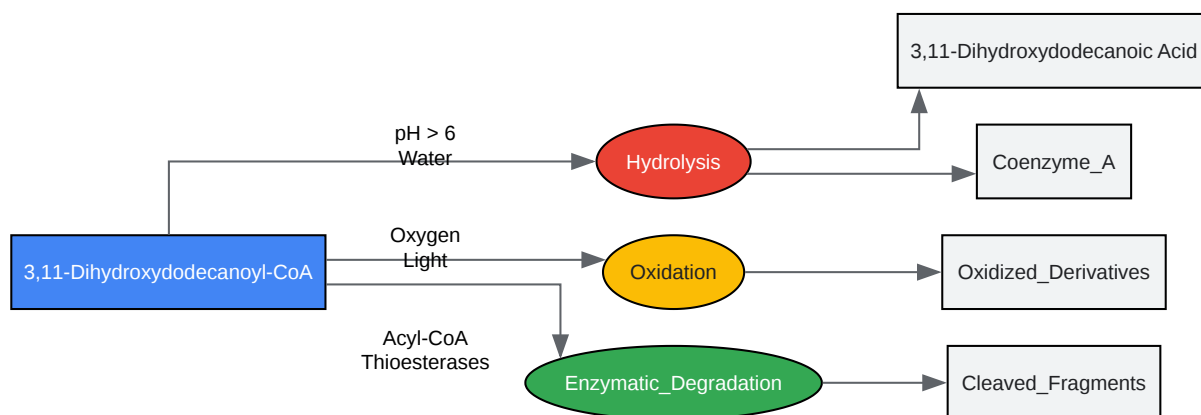 3,11-Dihydroxydodecanoic Acid
pH > 6
Water
Hydrolysis
Coenzyme_A
3,11-Dihydroxydodecanoyl-CoA
Oxygen
Light
Oxidation
Oxidized_Derivatives
Acyl-CoA
Thioesterases
Enzymatic_Degradation
Cleaved_Fragments